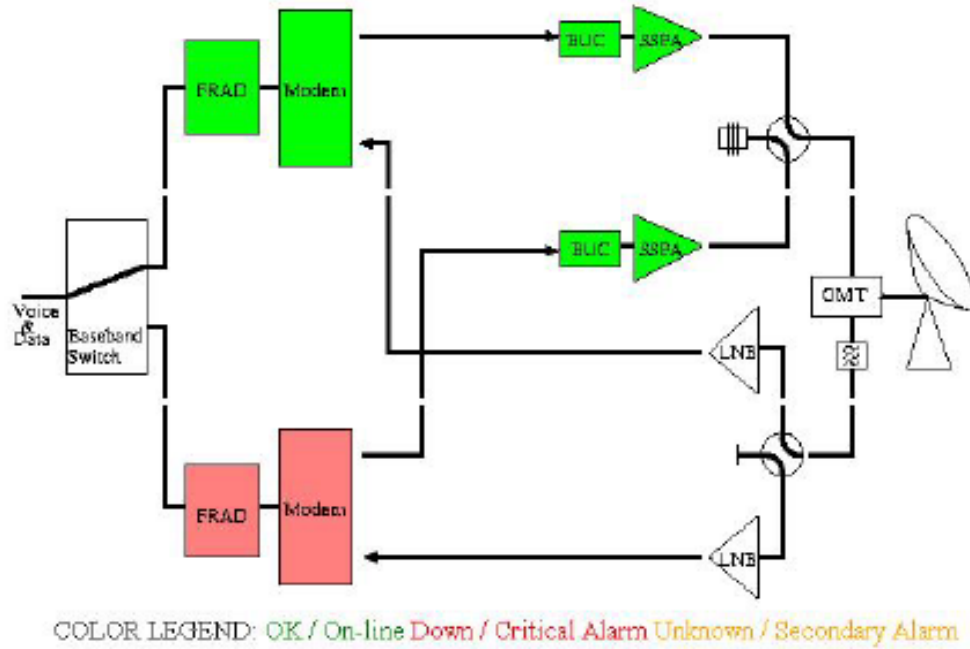 BUC
SSPA
FRAD
Modem
BUC
SSPA
OMT
Voice
&
Data
Baseband
Switch
LNB
FRAD
Modem
LNB
COLOR LEGEND: OK / On-line Down / Critical Alarm Unknown / Secondary Alarm